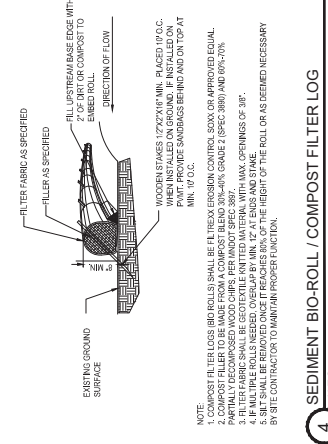 FILTER FABRIC AS SPECIFIED
FILLER AS SPECIFIED
FILL UPSTREAM BASE EDGE WITH
2" OF DIRT OR COMPOST TO
EMBED ROLL.
DIRECTION OF FLOW
8" MIN.
EXISTING GROUND
SURFACE
WOODEN STAKES 1/2"X2"X16" MIN. PLACED 10' O.C.
WHEN INSTALLED ON GROUND. IF INSTALLED ON
PVMT. PROVIDE SANDBAGS BEHIND AND ON TOP AT
MIN. 10' O.C.
NOTE:
1. COMPOST FILTER LOGS (BIO ROLLS) SHALL BE FILTREXX EROSION CONTROL SOXX OR APPROVED EQUAL.
2. COMPOST FILLER TO BE MADE FROM A COMPOST BLEND 30%-40% GRADE 2 (SPEC 3890) AND 60%-70%
PARTIALLY DECOMPOSED WOOD CHIPS, PER MNDOT SPEC 3897.
3. FILTER FABRIC SHALL BE GEOTEXTILE KNITTED MATERIAL WITH MAX. OPENINGS OF 3/8".
4. IF MULTIPLE ROLLS NEEDED, OVERLAP BY MIN. 12" AT ENDS AND STAKE.
5. SILT SHALL BE REMOVED ONCE IT REACHES 80% OF THE HEIGHT OF THE ROLL OR AS DEEMED NECESSARY
BY SITE CONTRACTOR TO MAINTAIN PROPER FUNCTION.
4
SEDIMENT BIO-ROLL / COMPOST FILTER LOG